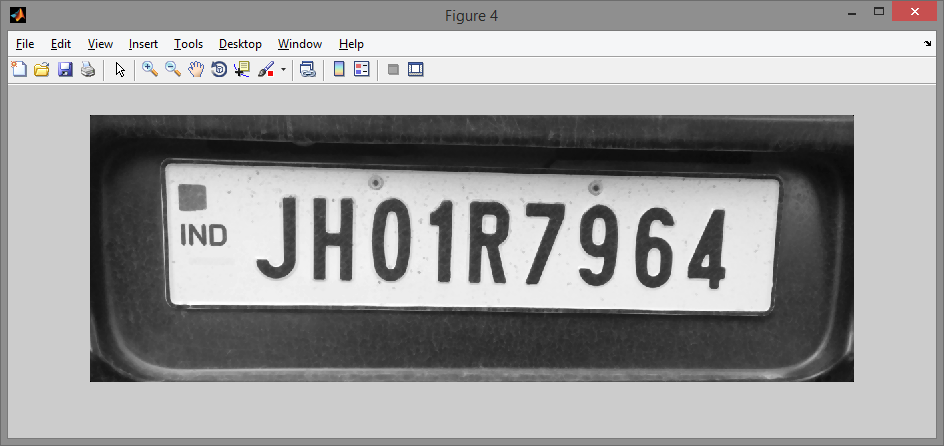 Figure 4
File Edit View Insert Tools Desktop Window Help
IND
JH01R7964